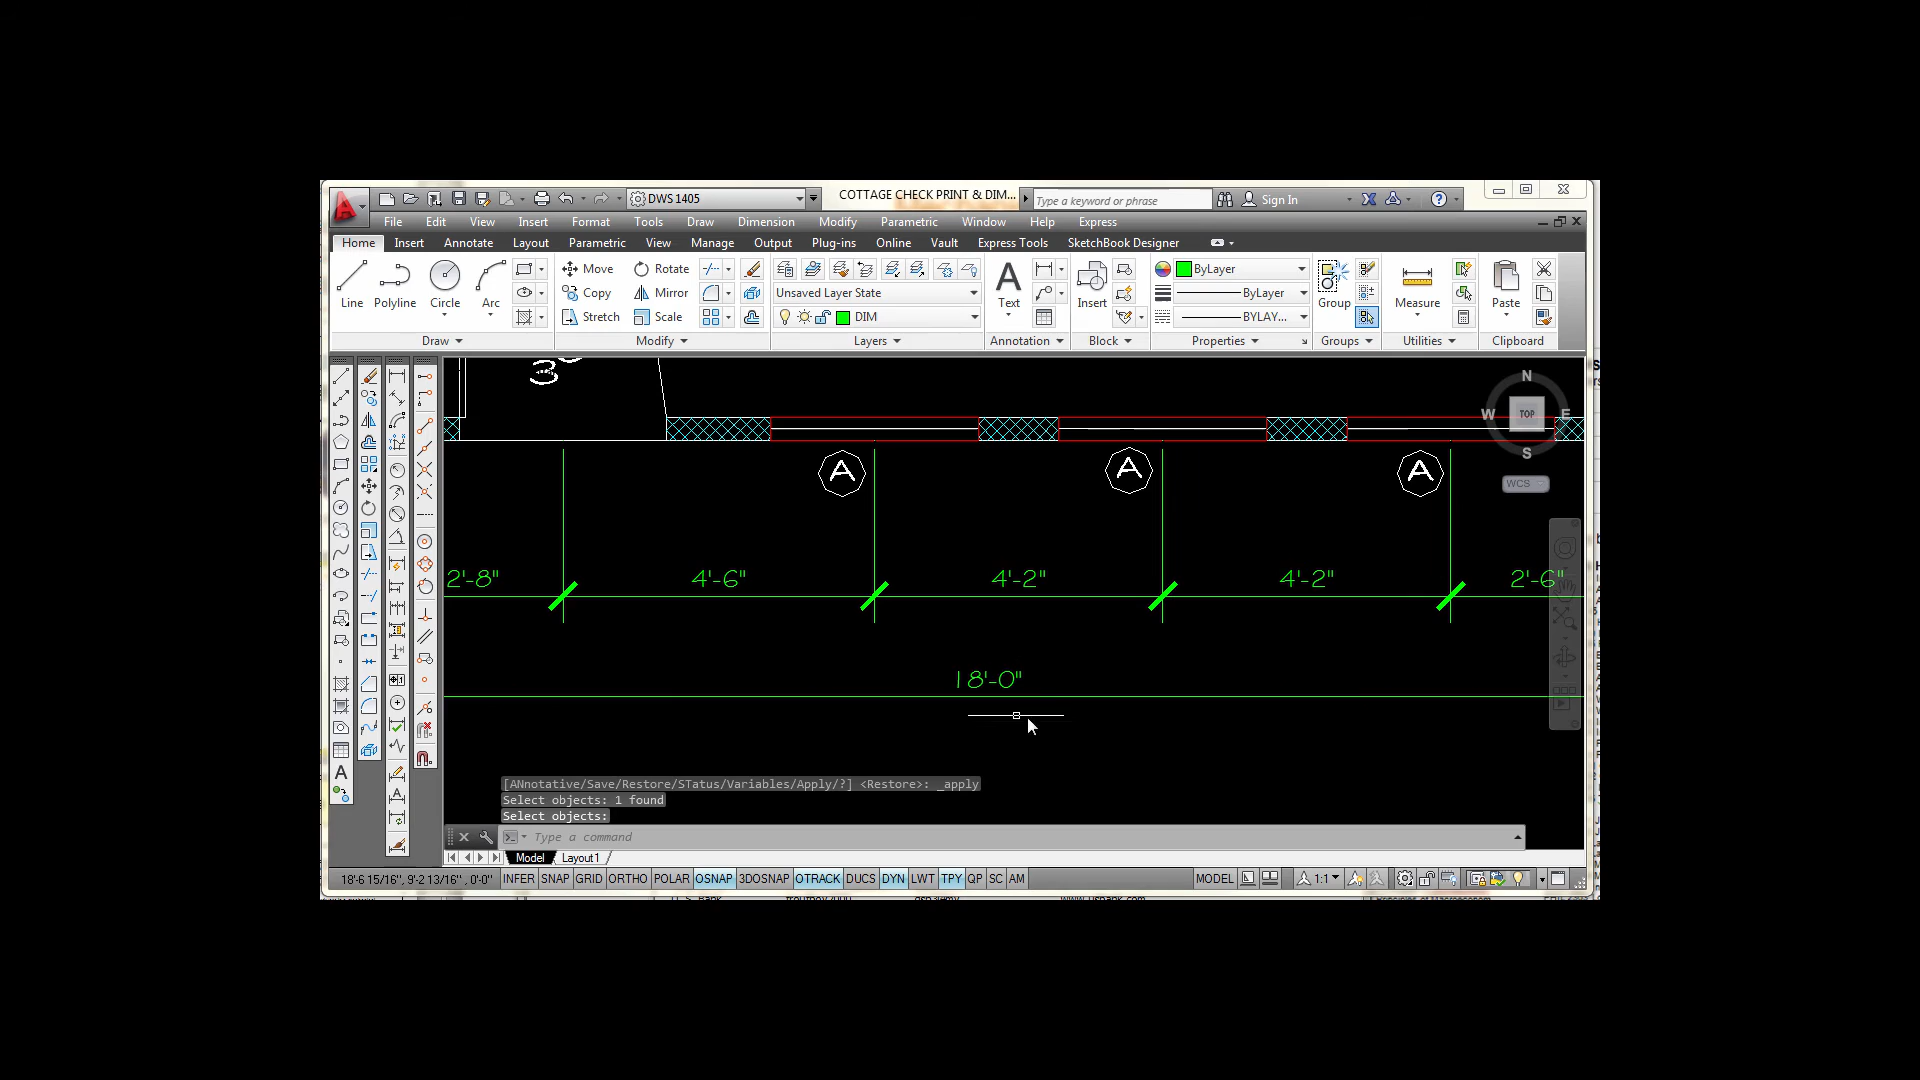 DWS 1405
COTTAGE CHECK PRINT & DIM...
Type a keyword or phrase
Sign In
File Edit View Insert Format Tools Draw Dimension Modify Parametric Window Help Express
Home Insert Annotate Layout Parametric View Manage Output Plug-ins Online Vault Express Tools SketchBook Designer
Line Polyline Circle Arc
Move Rotate
Copy Mirror
Stretch Scale
Unsaved Layer State
DIM
Text
Insert
ByLayer
ByLayer
BYLAY...
Group
Measure
Paste
Draw Modify Layers Annotation Block Properties Groups Utilities Clipboard
3
N
W TOP E
S
WCS
A A A
2'-8" 4'-6" 4'-2" 4'-2" 2'-6"
18'-0"
[ANnotative/Save/Restore/STatus/Variables/Apply/?] <Restore>: _apply
Select objects: 1 found
Select objects:
Type a command
Model Layout1
18'-6 15/16", 9'-2 13/16" , 0'-0" INFER SNAP GRID ORTHO POLAR OSNAP 3DOSNAP OTRACK DUCS DYN LWT TPY QP SC AM MODEL 1:1